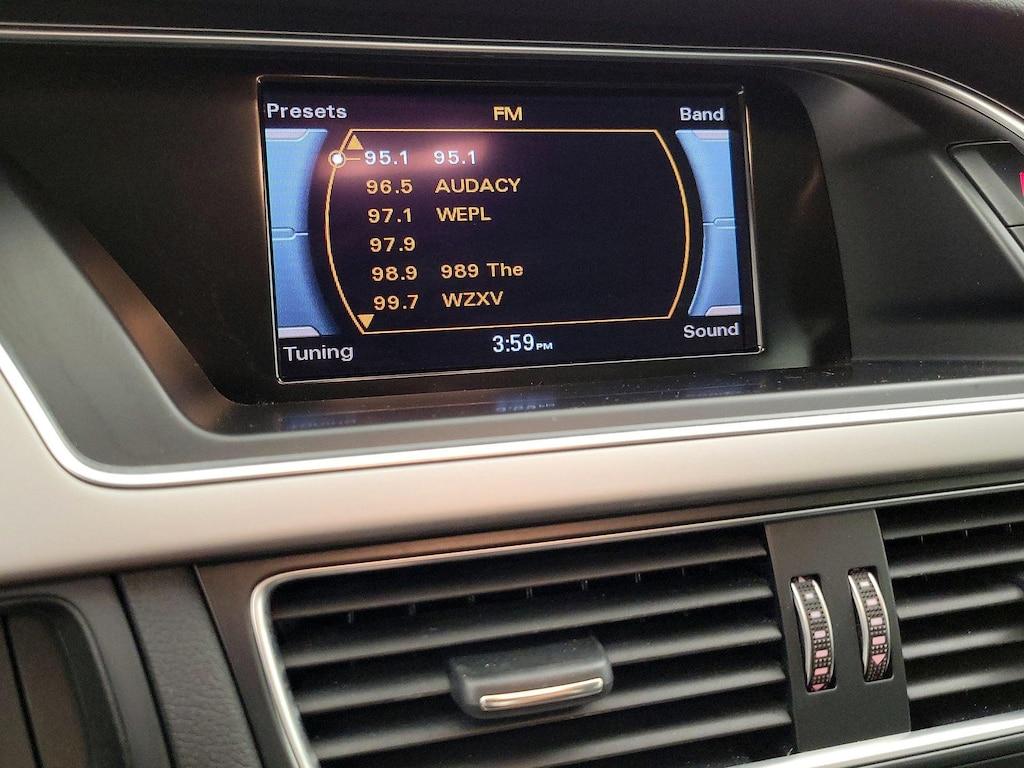 Presets FM Band
95.1 95.1
96.5 AUDACY
97.1 WEPL
97.9
98.9 989 The
99.7 WZXV
Tuning 3:59PM Sound